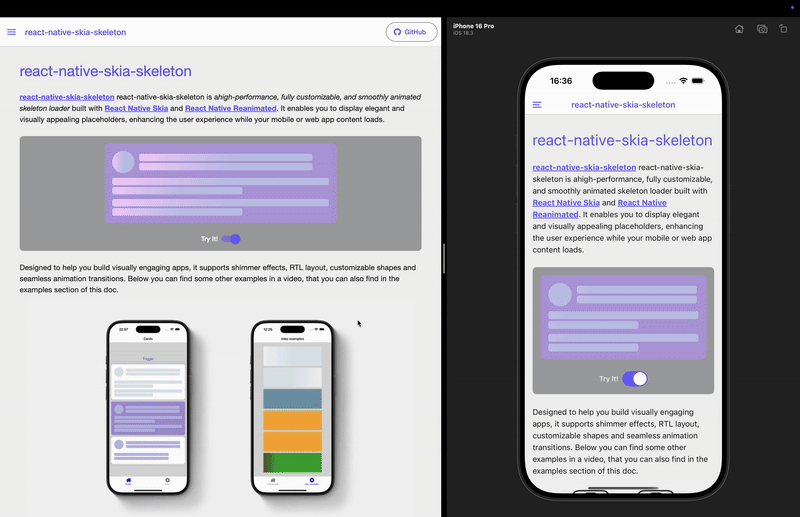 react-native-skia-skeleton
GitHub
react-native-skia-skeleton
react-native-skia-skeleton react-native-skia-skeleton is ahigh-performance, fully customizable, and smoothly animated
skeleton loader built with React Native Skia and React Native Reanimated. It enables you to display elegant and
visually appealing placeholders, enhancing the user experience while your mobile or web app content loads.
Try it!
Designed to help you build visually engaging apps, it supports shimmer effects, RTL layout, customizable shapes and
seamless animation transitions. Below you can find some other examples in a video, that you can also find in the
examples section of this doc.
Cards
Trigger
iPhone 16 Pro
iOS 18.3
16:36
react-native-skia-skeleton
react-native-skia-skeleton
react-native-skia-skeleton react-native-skia-
skeleton is ahigh-performance, fully customizable,
and smoothly animated skeleton loader built with
React Native Skia and React Native
Reanimated. It enables you to display elegant
and visually appealing placeholders, enhancing
the user experience while your mobile or web app
content loads.
Try it!
Designed to help you build visually engaging
apps, it supports shimmer effects, RTL layout,
customizable shapes and seamless animation
transitions. Below you can find some other
examples in a video, that you can also find in the
examples section of this doc.